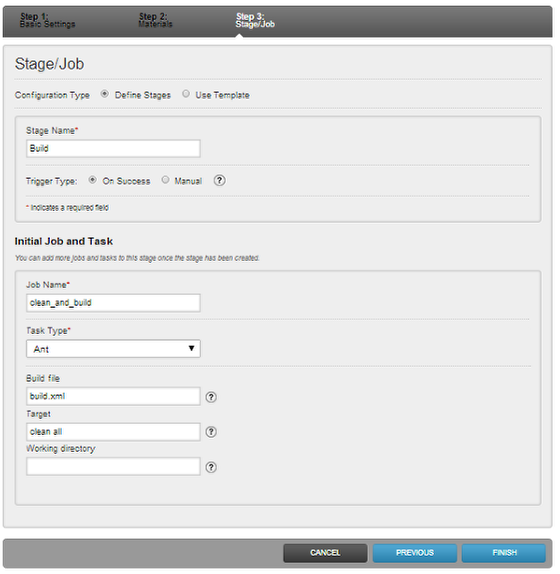 Step 1: Step 2: Step 3:
Basic Settings Materials Stage/Job
Stage/Job
Configuration Type Define Stages Use Template
Stage Name*
Build
Trigger Type: On Success Manual ?
* Indicates a required field
Initial Job and Task
You can add more jobs and tasks to this stage once the stage has been created.
Job Name*
clean_and_build
Task Type*
Ant
Build file
build.xml ?
Target
clean all ?
Working directory
?
CANCEL PREVIOUS FINISH